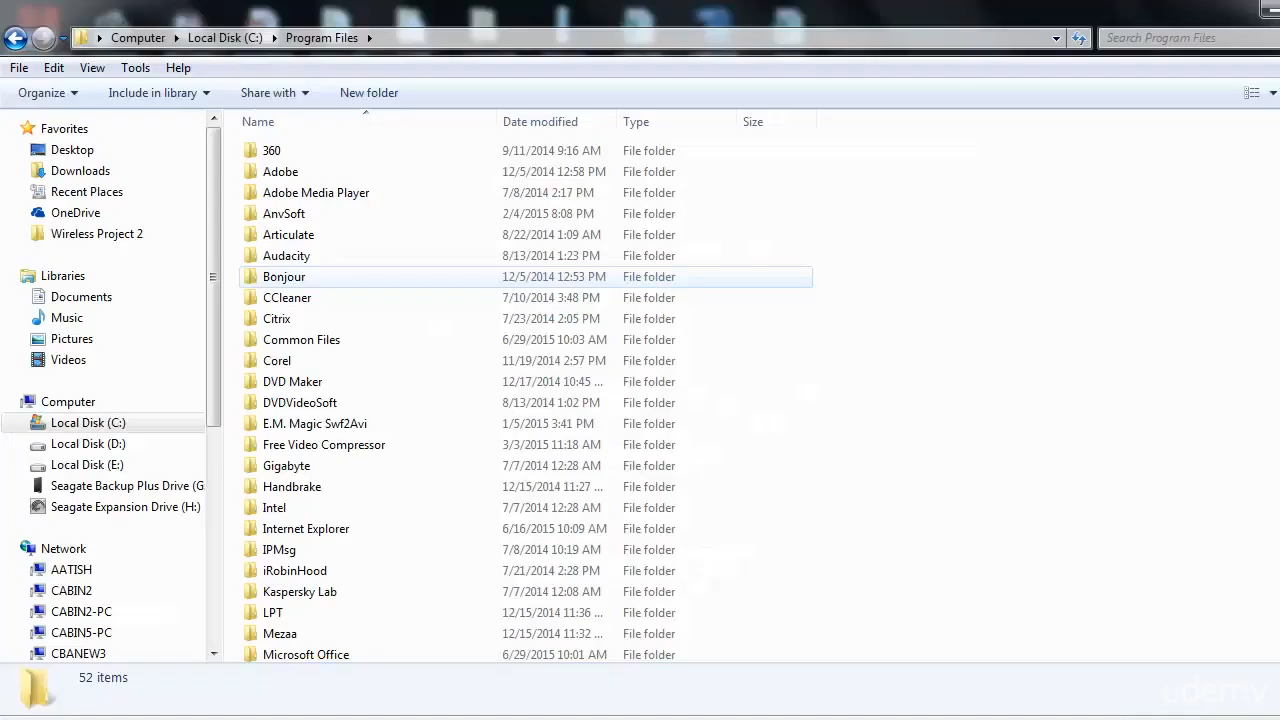 Computer Local Disk (C:) Program Files Search Program Files
File Edit View Tools Help
Organize Include in library Share with New folder
Name Date modified Type Size
Favorites
Desktop
Downloads
Recent Places
OneDrive
Wireless Project 2
Libraries
Documents
Music
Pictures
Videos
Computer
Local Disk (C:)
Local Disk (D:)
Local Disk (E:)
Seagate Backup Plus Drive (G
Seagate Expansion Drive (H:)
Network
AATISH
CABIN2
CABIN2-PC
CABIN5-PC
CBANEW3
360 9/11/2014 9:16 AM File folder
Adobe 12/5/2014 12:58 PM File folder
Adobe Media Player 7/8/2014 2:17 PM File folder
AnvSoft 2/4/2015 8:08 PM File folder
Articulate 8/22/2014 1:09 AM File folder
Audacity 8/13/2014 1:23 PM File folder
Bonjour 12/5/2014 12:53 PM File folder
CCleaner 7/10/2014 3:48 PM File folder
Citrix 7/23/2014 2:05 PM File folder
Common Files 6/29/2015 10:03 AM File folder
Corel 11/19/2014 2:57 PM File folder
DVD Maker 12/17/2014 10:45 ... File folder
DVDVideoSoft 8/13/2014 1:02 PM File folder
E.M. Magic Swf2Avi 1/5/2015 3:41 PM File folder
Free Video Compressor 3/3/2015 11:18 AM File folder
Gigabyte 7/7/2014 12:28 AM File folder
Handbrake 12/15/2014 11:27 ... File folder
Intel 7/7/2014 12:28 AM File folder
Internet Explorer 6/16/2015 10:09 AM File folder
IPMsg 7/8/2014 10:19 AM File folder
iRobinHood 7/21/2014 2:28 PM File folder
Kaspersky Lab 7/7/2014 12:08 AM File folder
LPT 12/15/2014 11:36 ... File folder
Mezaa 12/15/2014 11:32 ... File folder
Microsoft Office 6/29/2015 10:01 AM File folder
52 items
udemy